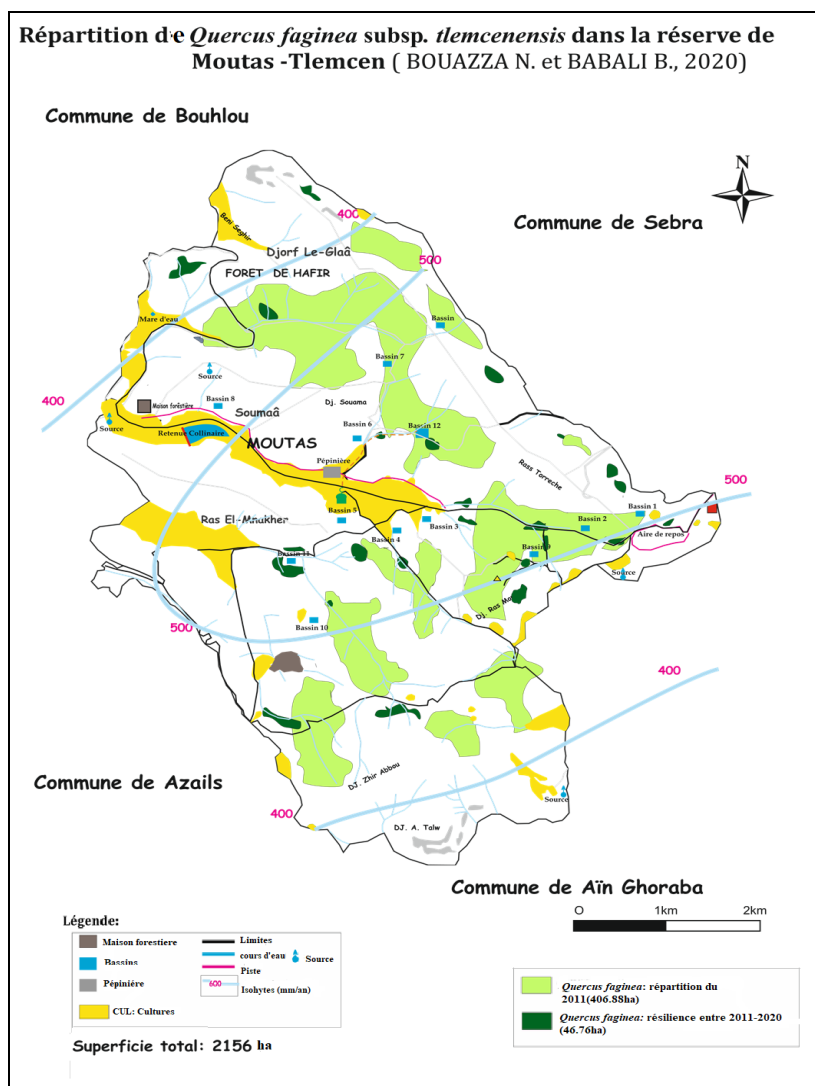 Répartition de Quercus faginea subsp. tlemcenensis dans la réserve de
Moutas -Tlemcen ( BOUAZZA N. et BABALI B., 2020)
Commune de Bouhlou
N
Commune de Sebra
400
Beni Seghir
Djorf Le-Glaâ
500
FORET DE HAFIR
Mare d'eau
Bassin
Bassin 7
Source
400
Maison forestière
Bassin 8
Dj. Souama
Soumaâ
Source
Retenue Collinaire
MOUTAS
Bassin 6
Bassin 12
Pépinière
Rass Torreche
500
Bassin 5
Ras El-Mnakher
Bassin 4
Bassin 3
Bassin 2
Bassin 1
Aire de repos
Bassin 11
Source
Bassin 10
500
400
DJ. Zhir Abbou
Commune de Azails
400
Source
DJ. A. Talw
Commune de Aïn Ghoraba
O 1km 2km
Légende:
Maison forestiere
Bassins
Pépinière
CUL: Cultures
Limites
cours d'eau
Source
Piste
600
Isohytes (mm/an)
Superficie total: 2156 ha
Quercus faginea: répartition du
2011(406.88ha)
Quercus faginea: résilience entre 2011-2020
(46.76ha)